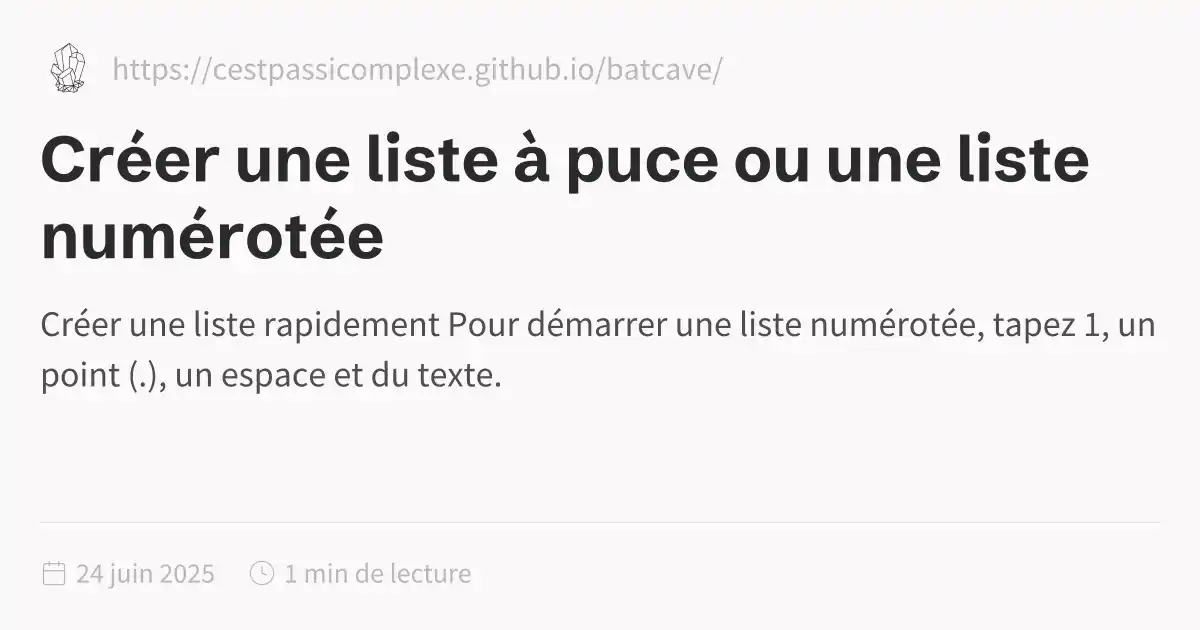 https://cestpassicomplexe.github.io/batcave/
Créer une liste à puce ou une liste
numérotée
Créer une liste rapidement Pour démarrer une liste numérotée, tapez 1, un
point (.), un espace et du texte.
24 juin 2025 1 min de lecture